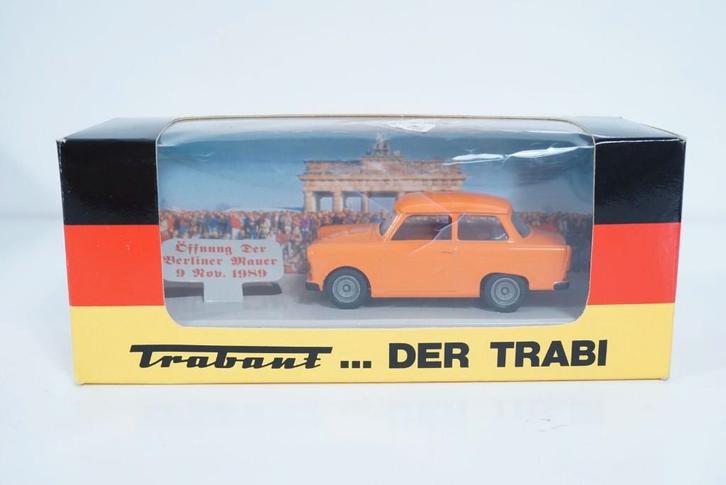 Öffnung Der
Berliner Mauer
9 Nov. 1989
Trabant ... DER TRABI